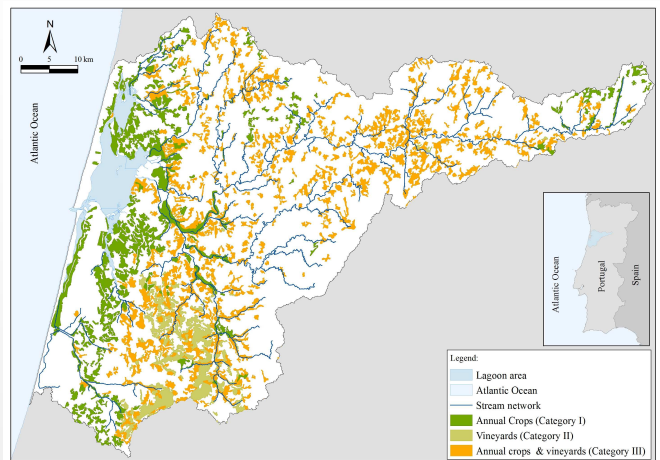 N
0 5 10 km
Atlantic Ocean
Atlantic Ocean
Portugal
Spain
Legend:
Lagoon area
Atlantic Ocean
Stream network
Annual Crops (Category I)
Vineyards (Category II)
Annual crops & vineyards (Category III)